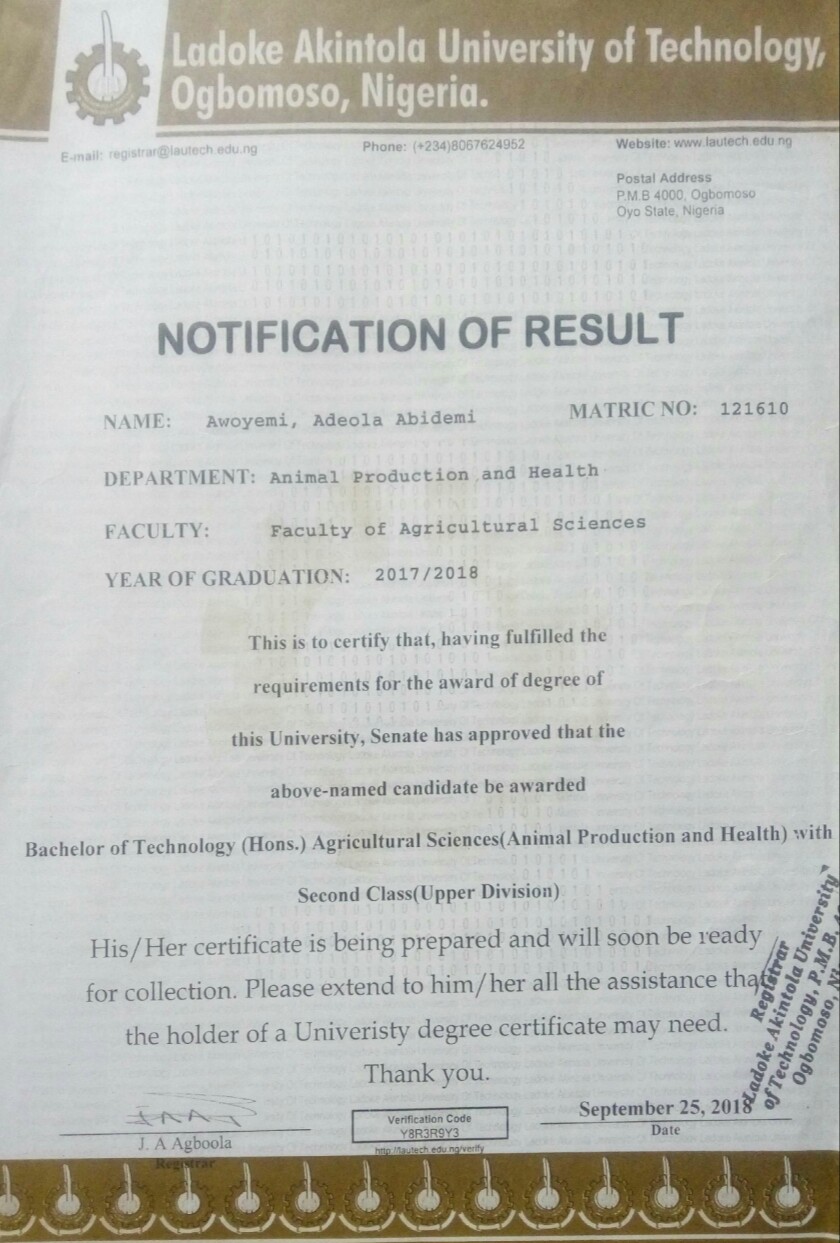 Ladoke Akintola University of Technology,
Ogbomoso, Nigeria.
E-mail: registrar@lautech.edu.ng
Phone: (+234)8067624952
Website: www.lautech.edu.ng
Postal Address
P.M.B 4000, Ogbomoso
Oyo State, Nigeria
NOTIFICATION OF RESULT
NAME: Awoyemi, Adeola Abidemi MATRIC NO: 121610
DEPARTMENT: Animal Production and Health
FACULTY: Faculty of Agricultural Sciences
YEAR OF GRADUATION: 2017/2018
This is to certify that, having fulfilled the
requirements for the award of degree of
this University, Senate has approved that the
above-named candidate be awarded
Bachelor of Technology (Hons.) Agricultural Sciences(Animal Production and Health) with
Second Class(Upper Division)
His/Her certificate is being prepared and will soon be ready
for collection. Please extend to him/her all the assistance that
the holder of a Univeristy degree certificate may need.
Thank you.
Registrar
Ladoke Akintola University
of Technology, P.M.B.
Ogbomoso,
September 25, 2018
Date
J. A Agboola
Registrar
Verification Code
Y8R3R9Y3
http://lautech.edu.ng/verify